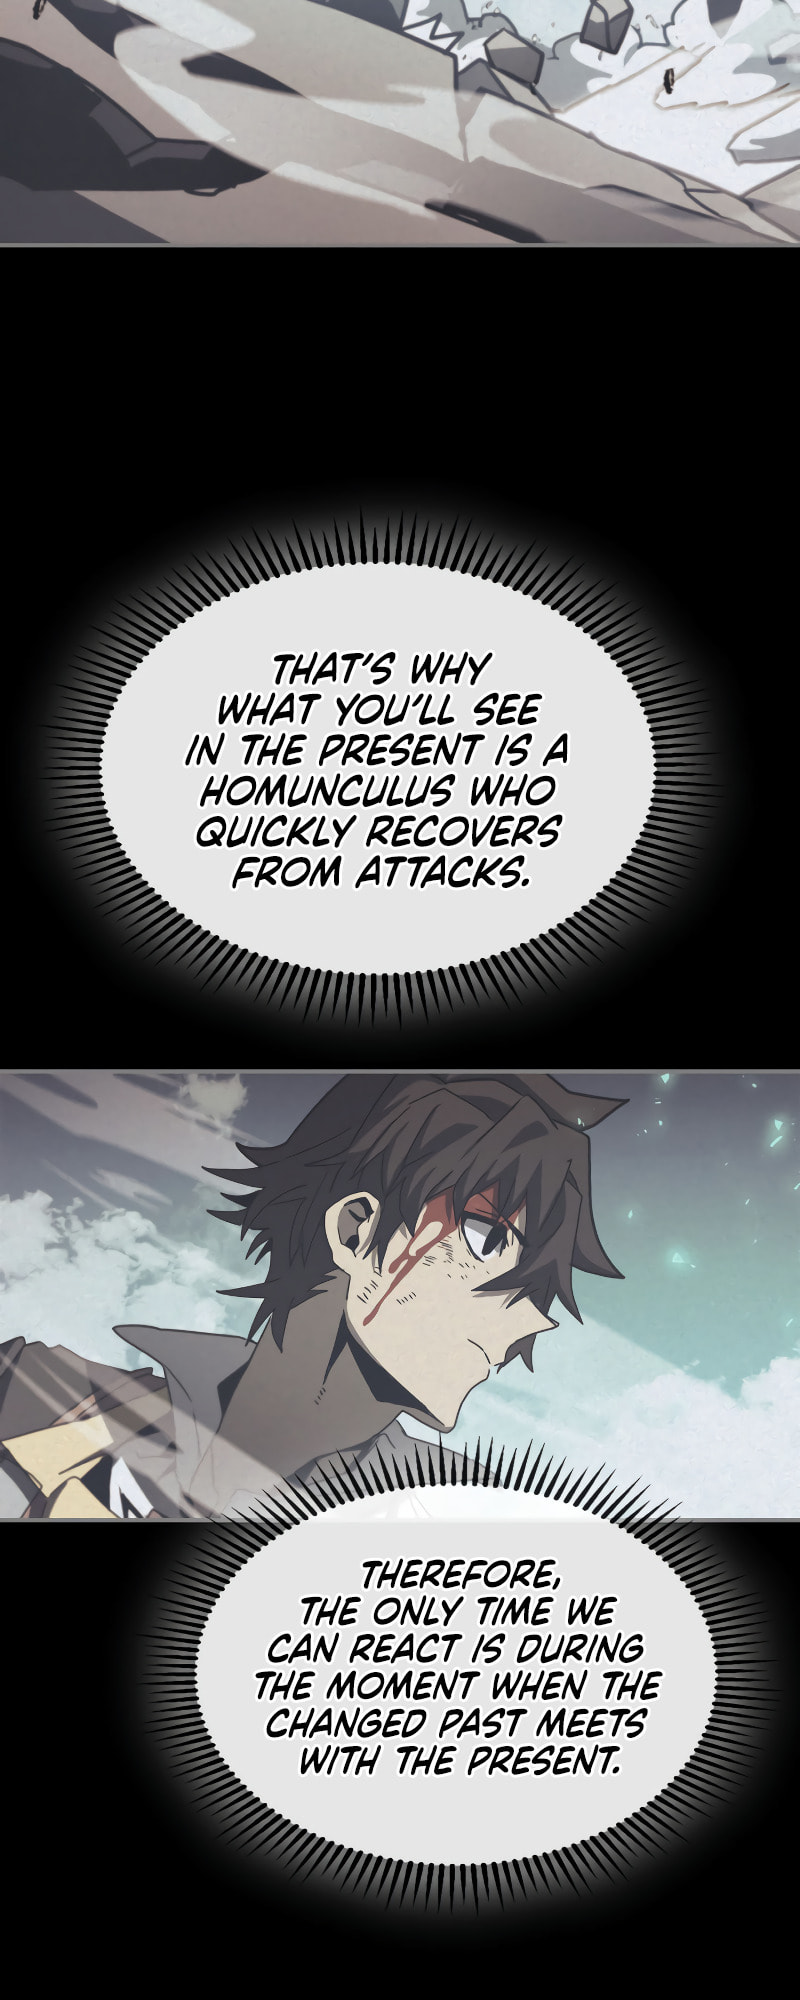 THAT'S WHY
WHAT YOU'LL SEE
IN THE PRESENT IS A
HOMUNCULUS WHO
QUICKLY RECOVERS
FROM ATTACKS.
THEREFORE,
THE ONLY TIME WE
CAN REACT IS DURING
THE MOMENT WHEN THE
CHANGED PAST MEETS
WITH THE PRESENT.